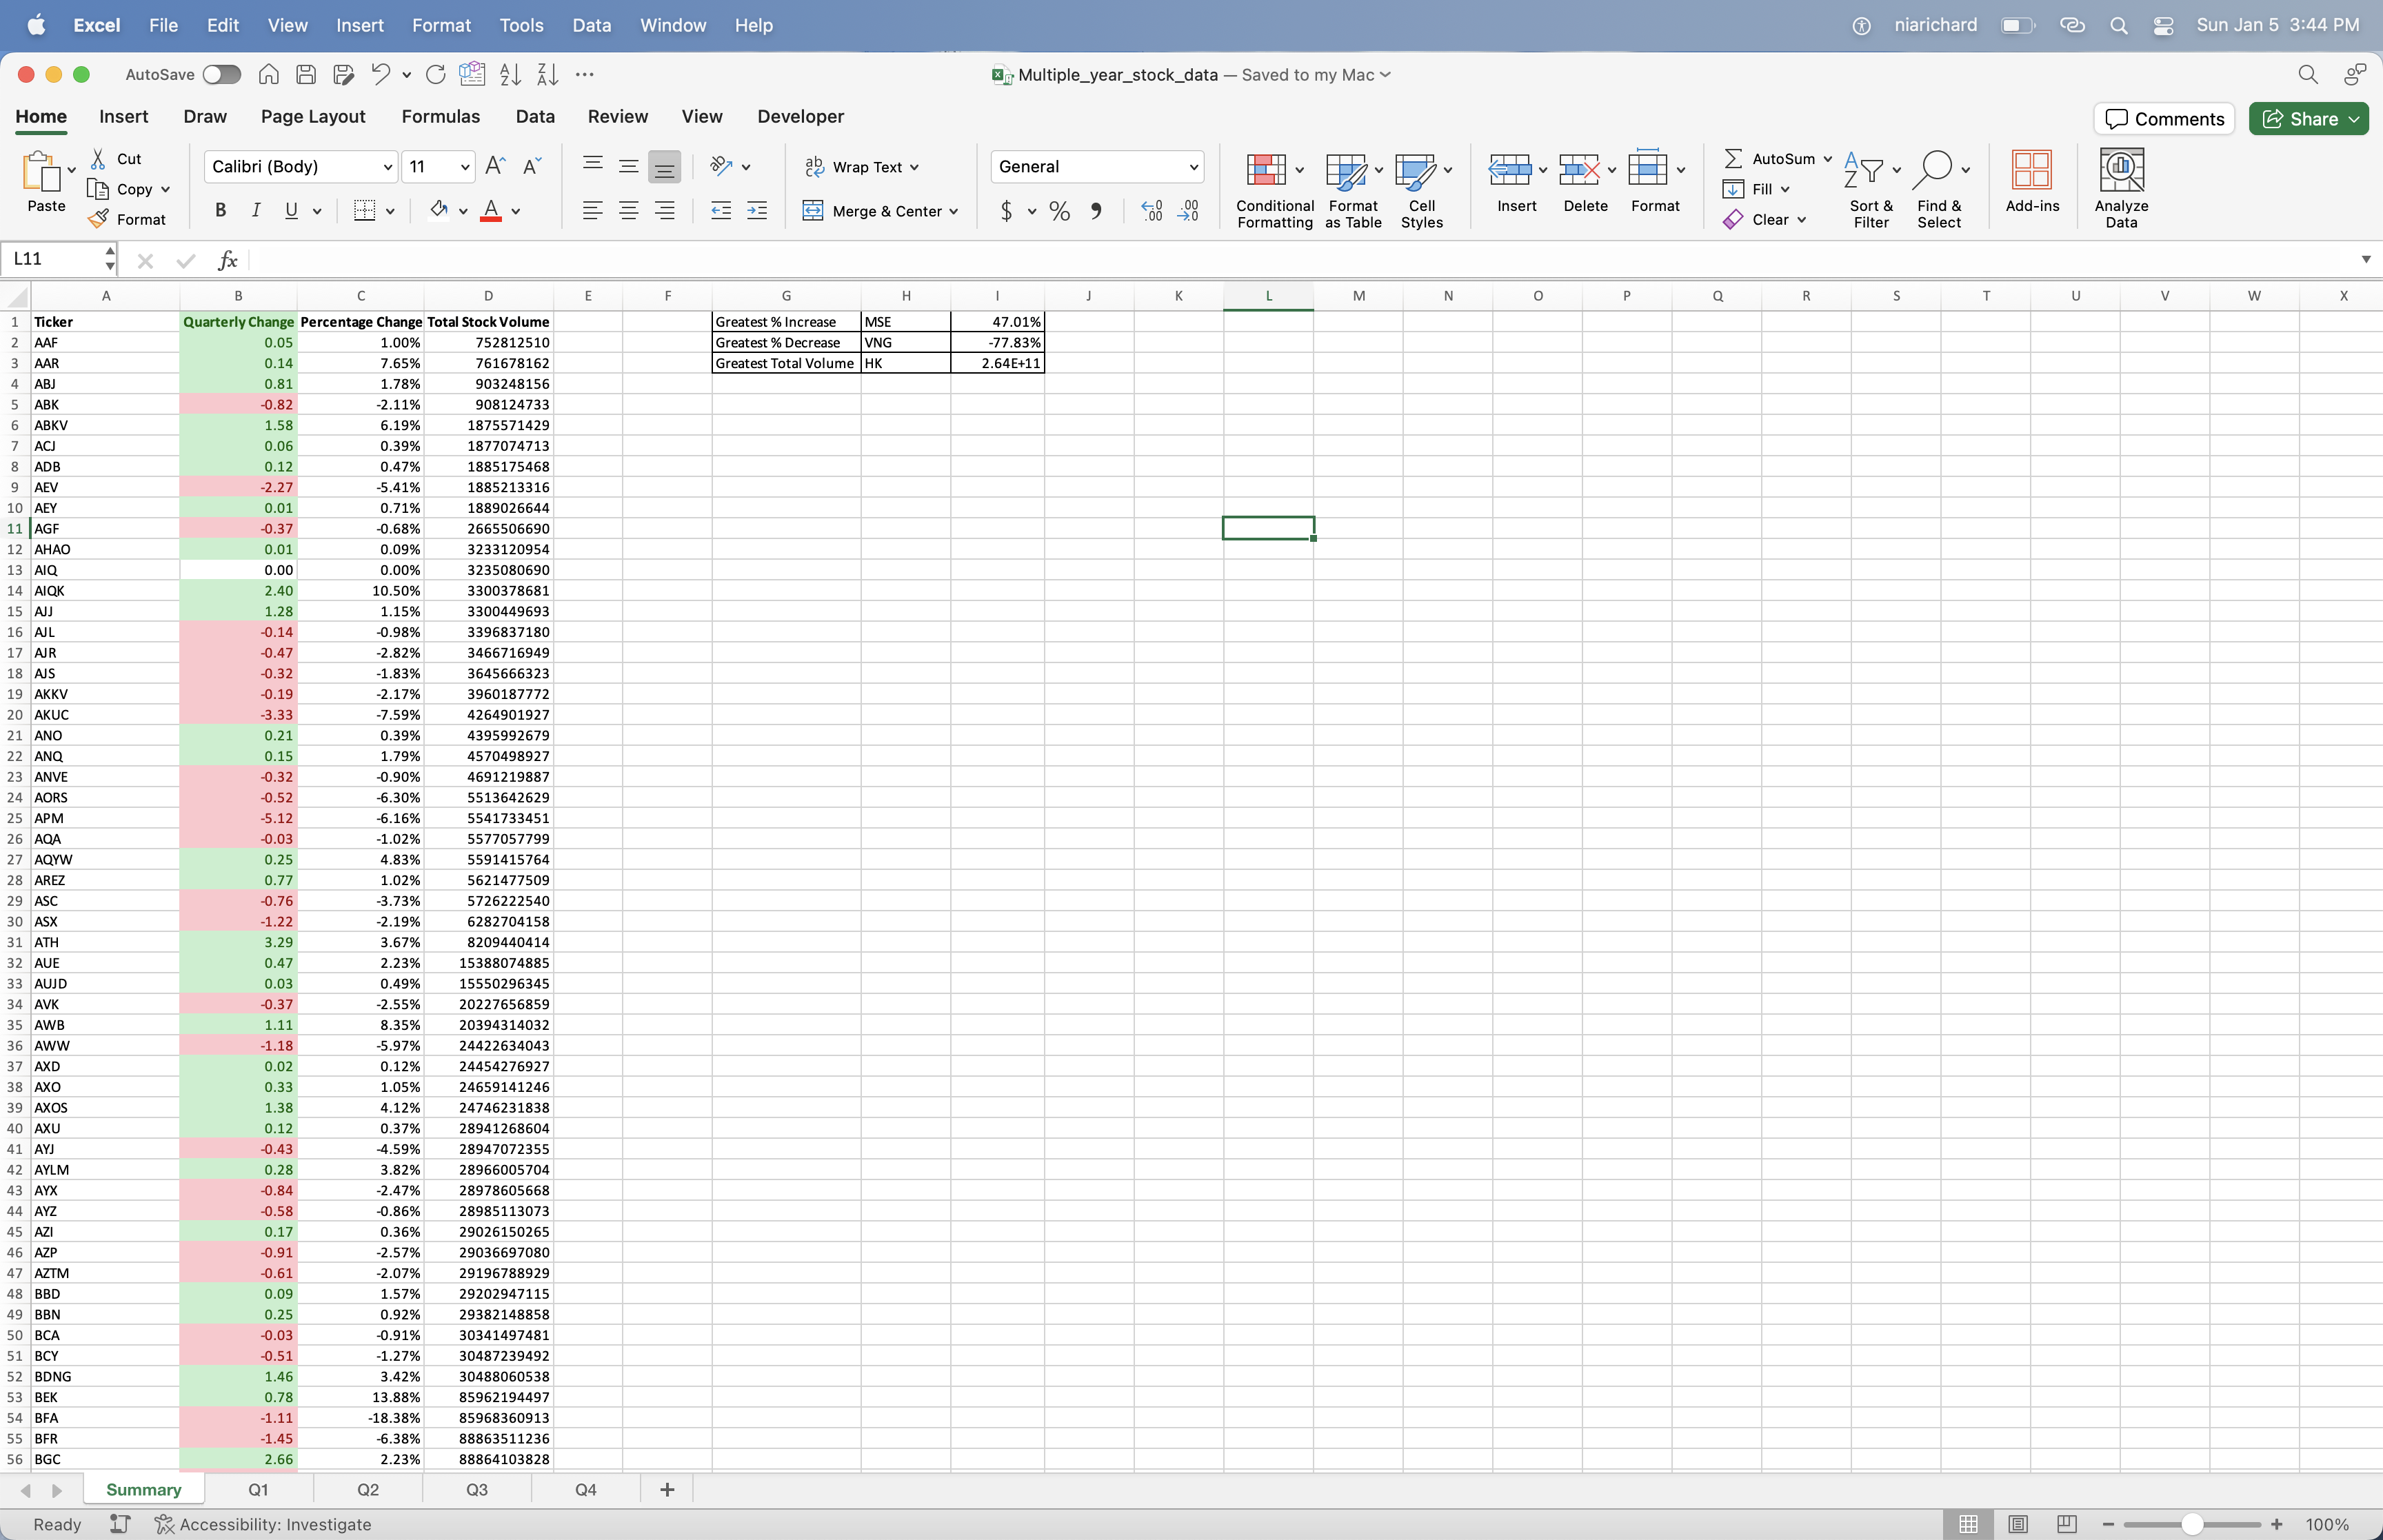 Excel File Edit View Insert Format Tools Data Window Help niarichard Sun Jan 5 3:44 PM
AutoSave Multiple_year_stock_data — Saved to my Mac
Home Insert Draw Page Layout Formulas Data Review View Developer Comments Share
Paste Cut Copy Format
Calibri (Body) 11
B I U A
Wrap Text
Merge & Center
General
$ % 9
Conditional Formatting
Format as Table
Cell Styles
Insert Delete Format
AutoSum
Fill
Clear
Sort & Filter
Find & Select
Add-ins
Analyze Data
L11 fx
A B C D E F G H I J K L M N O P Q R S T U V W X
1 Ticker Quarterly Change Percentage Change Total Stock Volume Greatest % Increase MSE 47.01%
2 AAF 0.05 1.00% 752812510 Greatest % Decrease VNG -77.83%
3 AAR 0.14 7.65% 761678162 Greatest Total Volume HK 2.64E+11
4 ABJ 0.81 1.78% 903248156
5 ABK -0.82 -2.11% 908124733
6 ABKV 1.58 6.19% 1875571429
7 ACJ 0.06 0.39% 1877074713
8 ADB 0.12 0.47% 1885175468
9 AEV -2.27 -5.41% 1885213316
10 AEY 0.01 0.71% 1889026644
11 AGF -0.37 -0.68% 2665506690
12 AHAO 0.01 0.09% 3233120954
13 AIQ 0.00 0.00% 3235080690
14 AIQK 2.40 10.50% 3300378681
15 AJJ 1.28 1.15% 3300449693
16 AJL -0.14 -0.98% 3396837180
17 AJR -0.47 -2.82% 3466716949
18 AJS -0.32 -1.83% 3645666323
19 AKKV -0.19 -2.17% 3960187772
20 AKUC -3.33 -7.59% 4264901927
21 ANO 0.21 0.39% 4395992679
22 ANQ 0.15 1.79% 4570498927
23 ANVE -0.32 -0.90% 4691219887
24 AORS -0.52 -6.30% 5513642629
25 APM -5.12 -6.16% 5541733451
26 AQA -0.03 -1.02% 5577057799
27 AQYW 0.25 4.83% 5591415764
28 AREZ 0.77 1.02% 5621477509
29 ASC -0.76 -3.73% 5726222540
30 ASX -1.22 -2.19% 6282704158
31 ATH 3.29 3.67% 8209440414
32 AUE 0.47 2.23% 15388074885
33 AUJD 0.03 0.49% 15550296345
34 AVK -0.37 -2.55% 20227656859
35 AWB 1.11 8.35% 20394314032
36 AWW -1.18 -5.97% 24422634043
37 AXD 0.02 0.12% 24454276927
38 AXO 0.33 1.05% 24659141246
39 AXOS 1.38 4.12% 24746231838
40 AXU 0.12 0.37% 28941268604
41 AYJ -0.43 -4.59% 28947072355
42 AYLM 0.28 3.82% 28966005704
43 AYX -0.84 -2.47% 28978605668
44 AYZ -0.58 -0.86% 28985113073
45 AZI 0.17 0.36% 29026150265
46 AZP -0.91 -2.57% 29036697080
47 AZTM -0.61 -2.07% 29196788929
48 BBD 0.09 1.57% 29202947115
49 BBN 0.25 0.92% 29382148858
50 BCA -0.03 -0.91% 30341497481
51 BCY -0.51 -1.27% 30487239492
52 BDNG 1.46 3.42% 30488060538
53 BEK 0.78 13.88% 85962194497
54 BFA -1.11 -18.38% 85968360913
55 BFR -1.45 -6.38% 88863511236
56 BGC 2.66 2.23% 88864103828
Summary Q1 Q2 Q3 Q4 +
Ready Accessibility: Investigate 100%